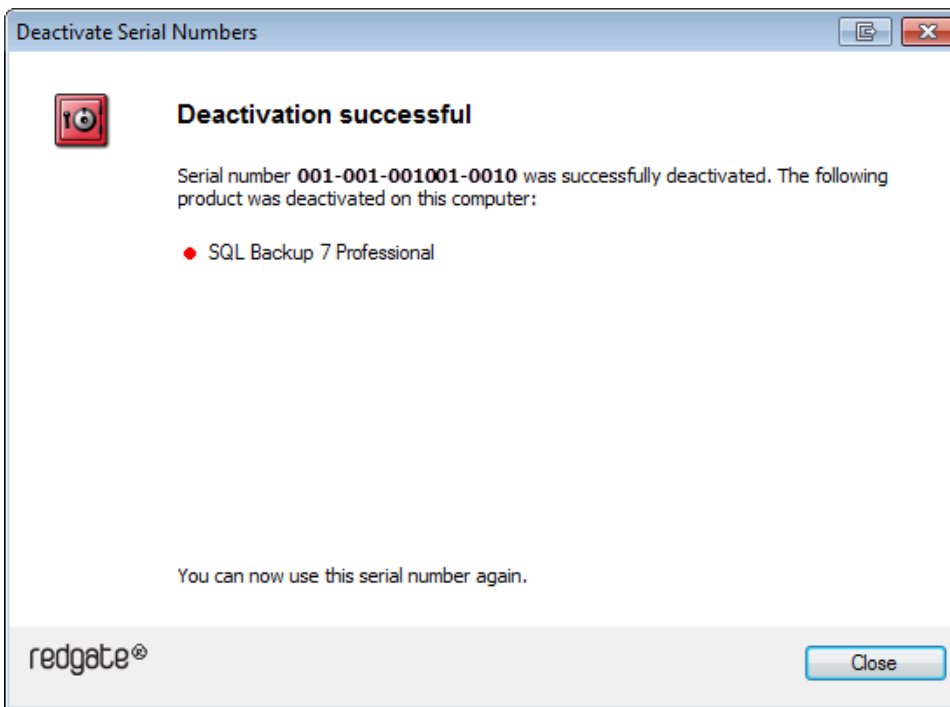 Deactivate Serial Numbers
Deactivation successful
Serial number 001-001-001001-0010 was successfully deactivated. The following
product was deactivated on this computer:
SQL Backup 7 Professional
You can now use this serial number again.
redgate®
Close